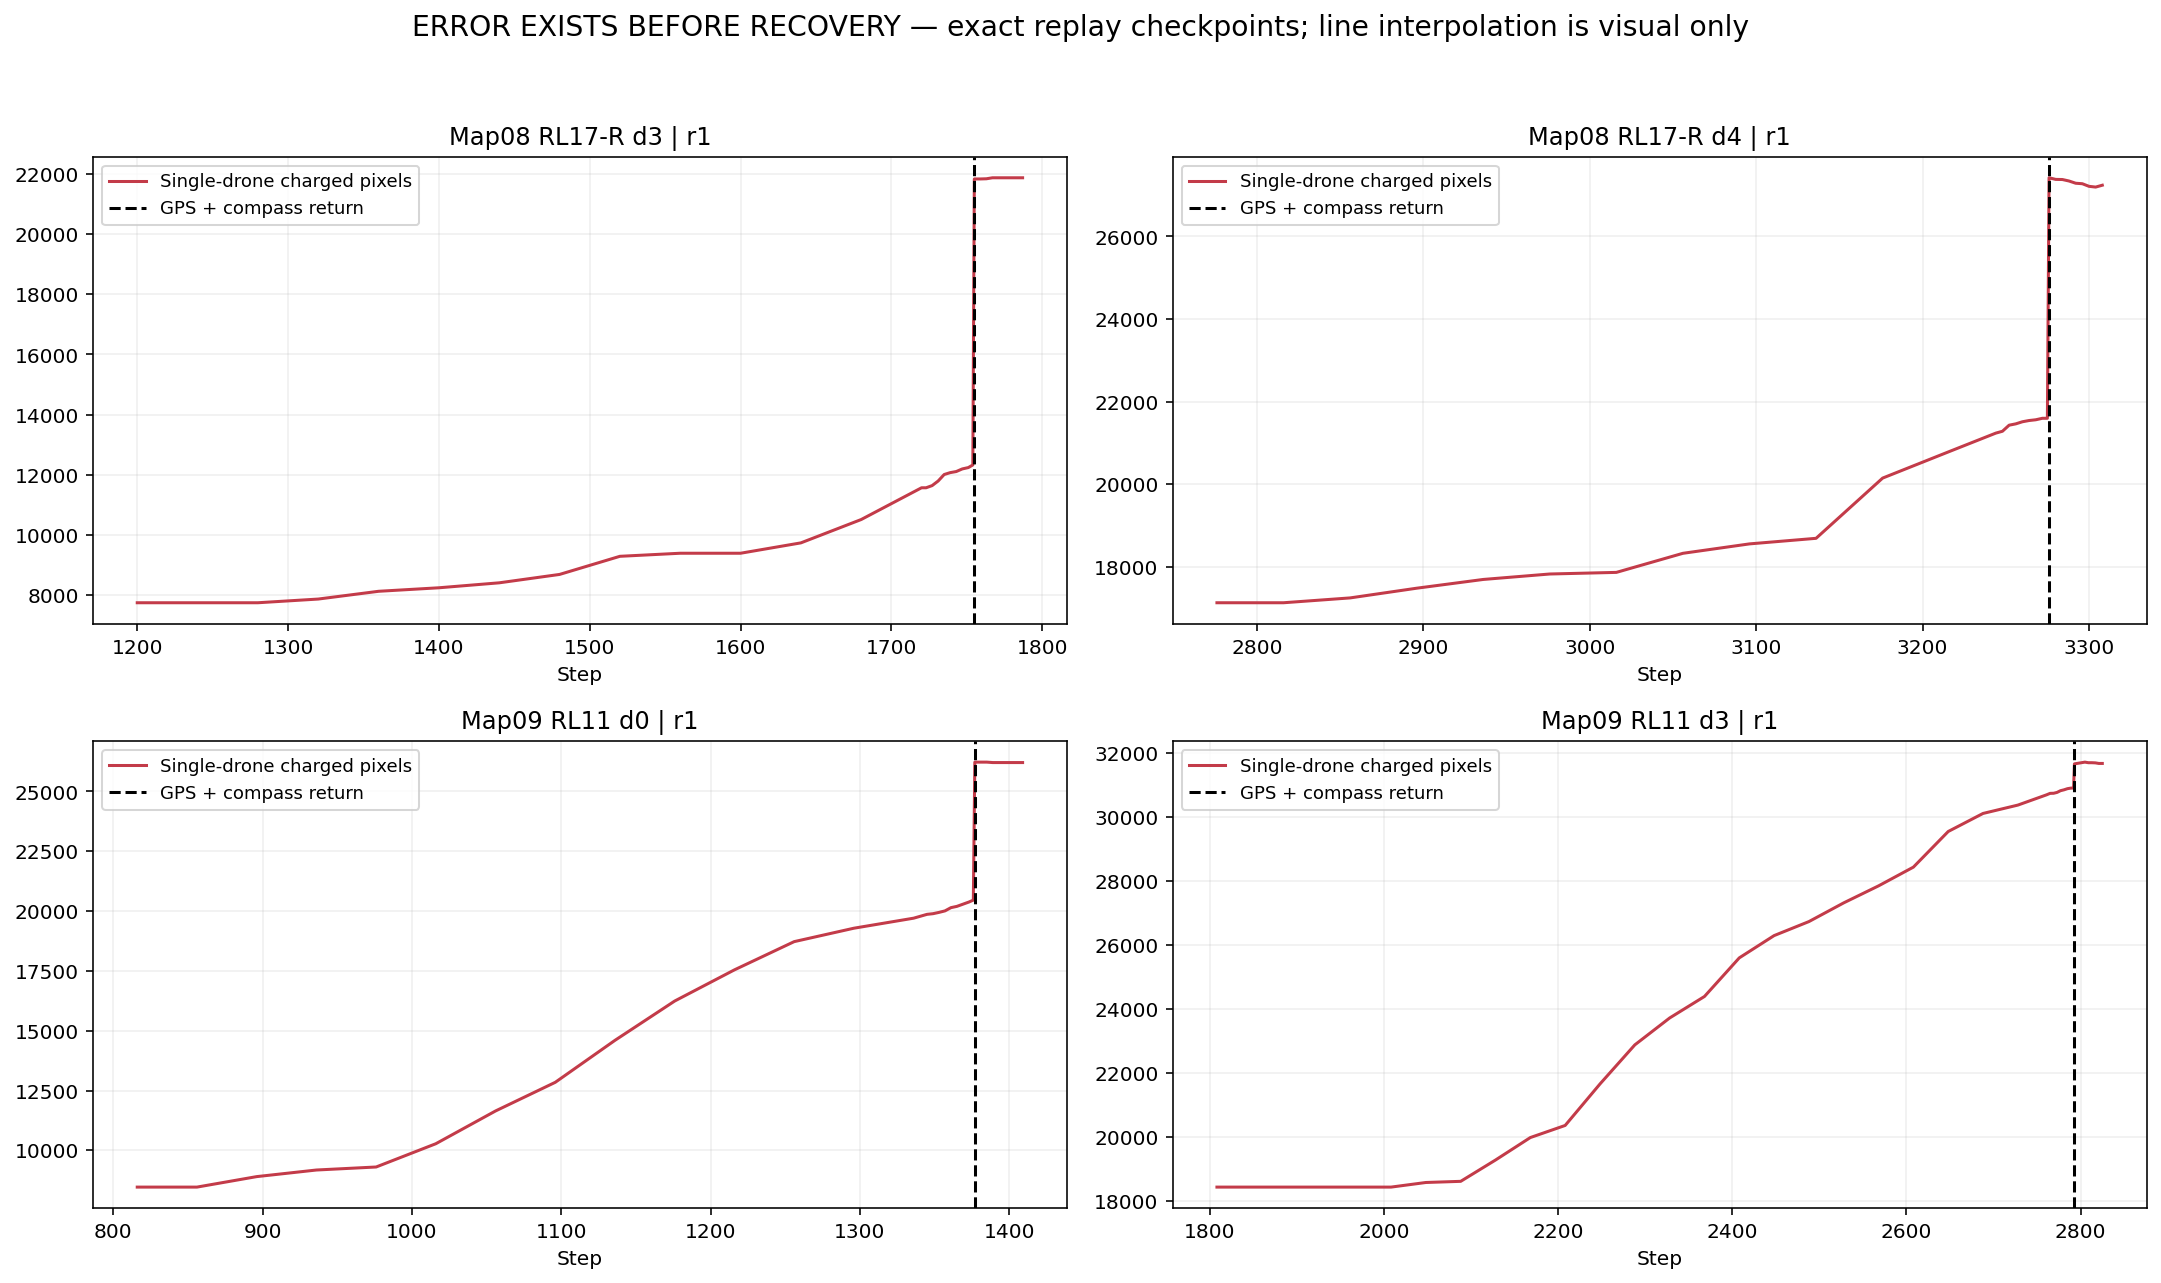 ERROR EXISTS BEFORE RECOVERY — exact replay checkpoints; line interpolation is visual only
Map08 RL17-R d3 | r1
Single-drone charged pixels
GPS + compass return
22000
20000
18000
16000
14000
12000
10000
8000
1200 1300 1400 1500 1600 1700 1800
Step
Map08 RL17-R d4 | r1
Single-drone charged pixels
GPS + compass return
26000
24000
22000
20000
18000
2800 2900 3000 3100 3200 3300
Step
Map09 RL11 d0 | r1
Single-drone charged pixels
GPS + compass return
25000
22500
20000
17500
15000
12500
10000
800 900 1000 1100 1200 1300 1400
Step
Map09 RL11 d3 | r1
Single-drone charged pixels
GPS + compass return
32000
30000
28000
26000
24000
22000
20000
18000
1800 2000 2200 2400 2600 2800
Step